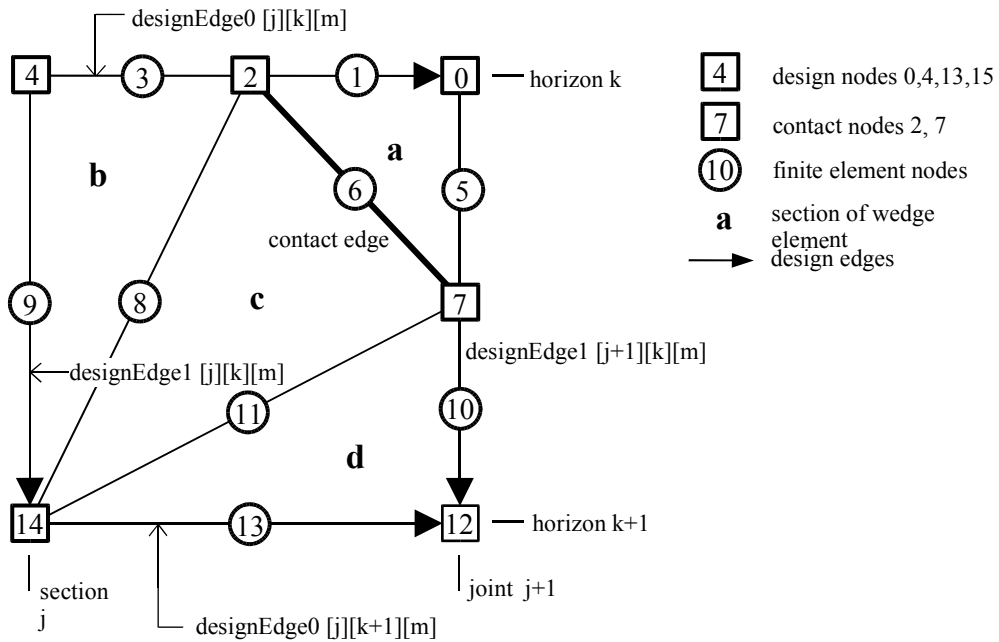 designEdge0 [j][k][m]
4
3
2
1
0
horizon k
a
b
6
5
contact edge
9
8
c
7
designEdge1 [j+1][k][m]
designEdge1 [j][k][m]
11
10
d
14
13
12
horizon k+1
section
j
joint j+1
designEdge0 [j][k+1][m]
4
design nodes 0,4,13,15
7
contact nodes 2, 7
10
finite element nodes
a
section of wedge
element
design edges